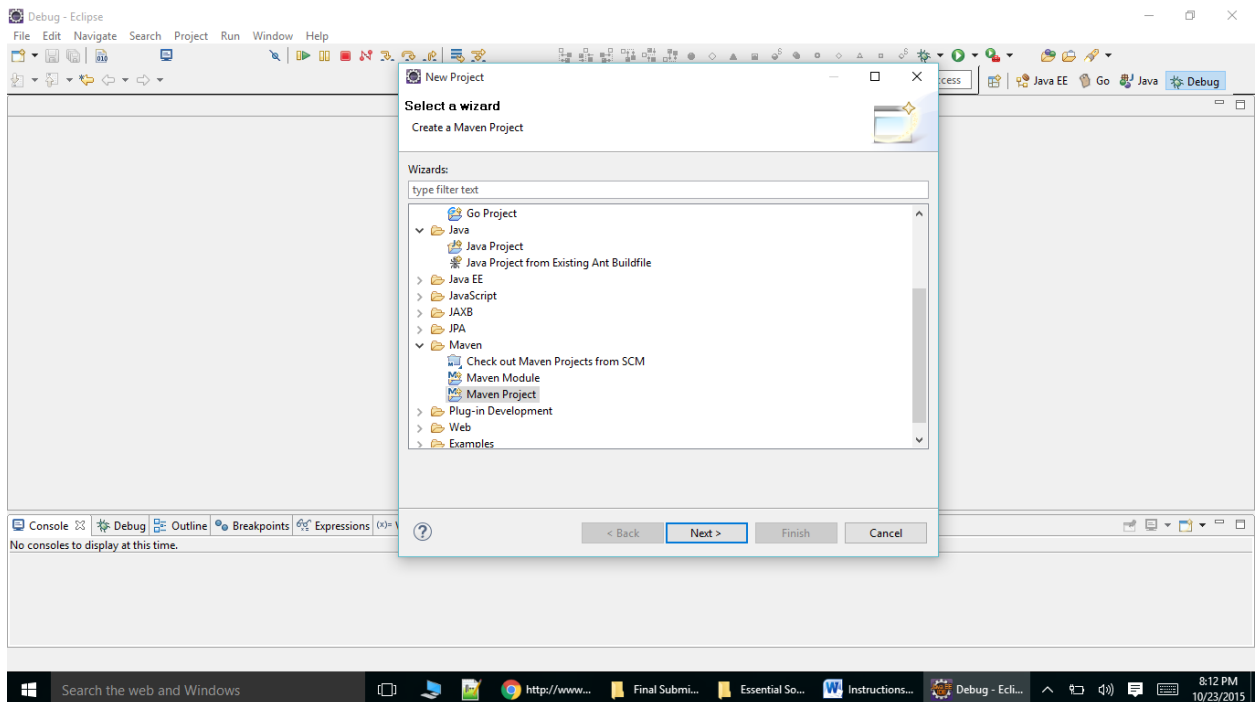 Debug - Eclipse
File Edit Navigate Search Project Run Window Help
New Project
Java EE Go Java Debug
Select a wizard
Create a Maven Project
Wizards:
type filter text
Go Project
Java
Java Project
Java Project from Existing Ant Buildfile
Java EE
JavaScript
JAXB
JPA
Maven
Check out Maven Projects from SCM
Maven Module
Maven Project
Plug-in Development
Web
Examples
Console Debug Outline Breakpoints Expressions (x)=
No consoles to display at this time.
? < Back Next > Finish Cancel
Search the web and Windows
http://www... Final Submi... Essential So... Instructions... Debug - Ecli...
8:12 PM
10/23/2015